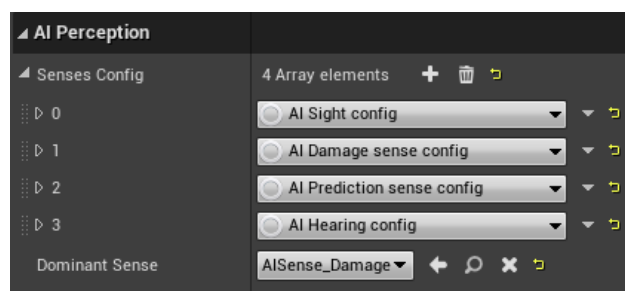 AI Perception
Senses Config 4 Array elements
0 AI Sight config
1 AI Damage sense config
2 AI Prediction sense config
3 AI Hearing config
Dominant Sense AISense_Damage